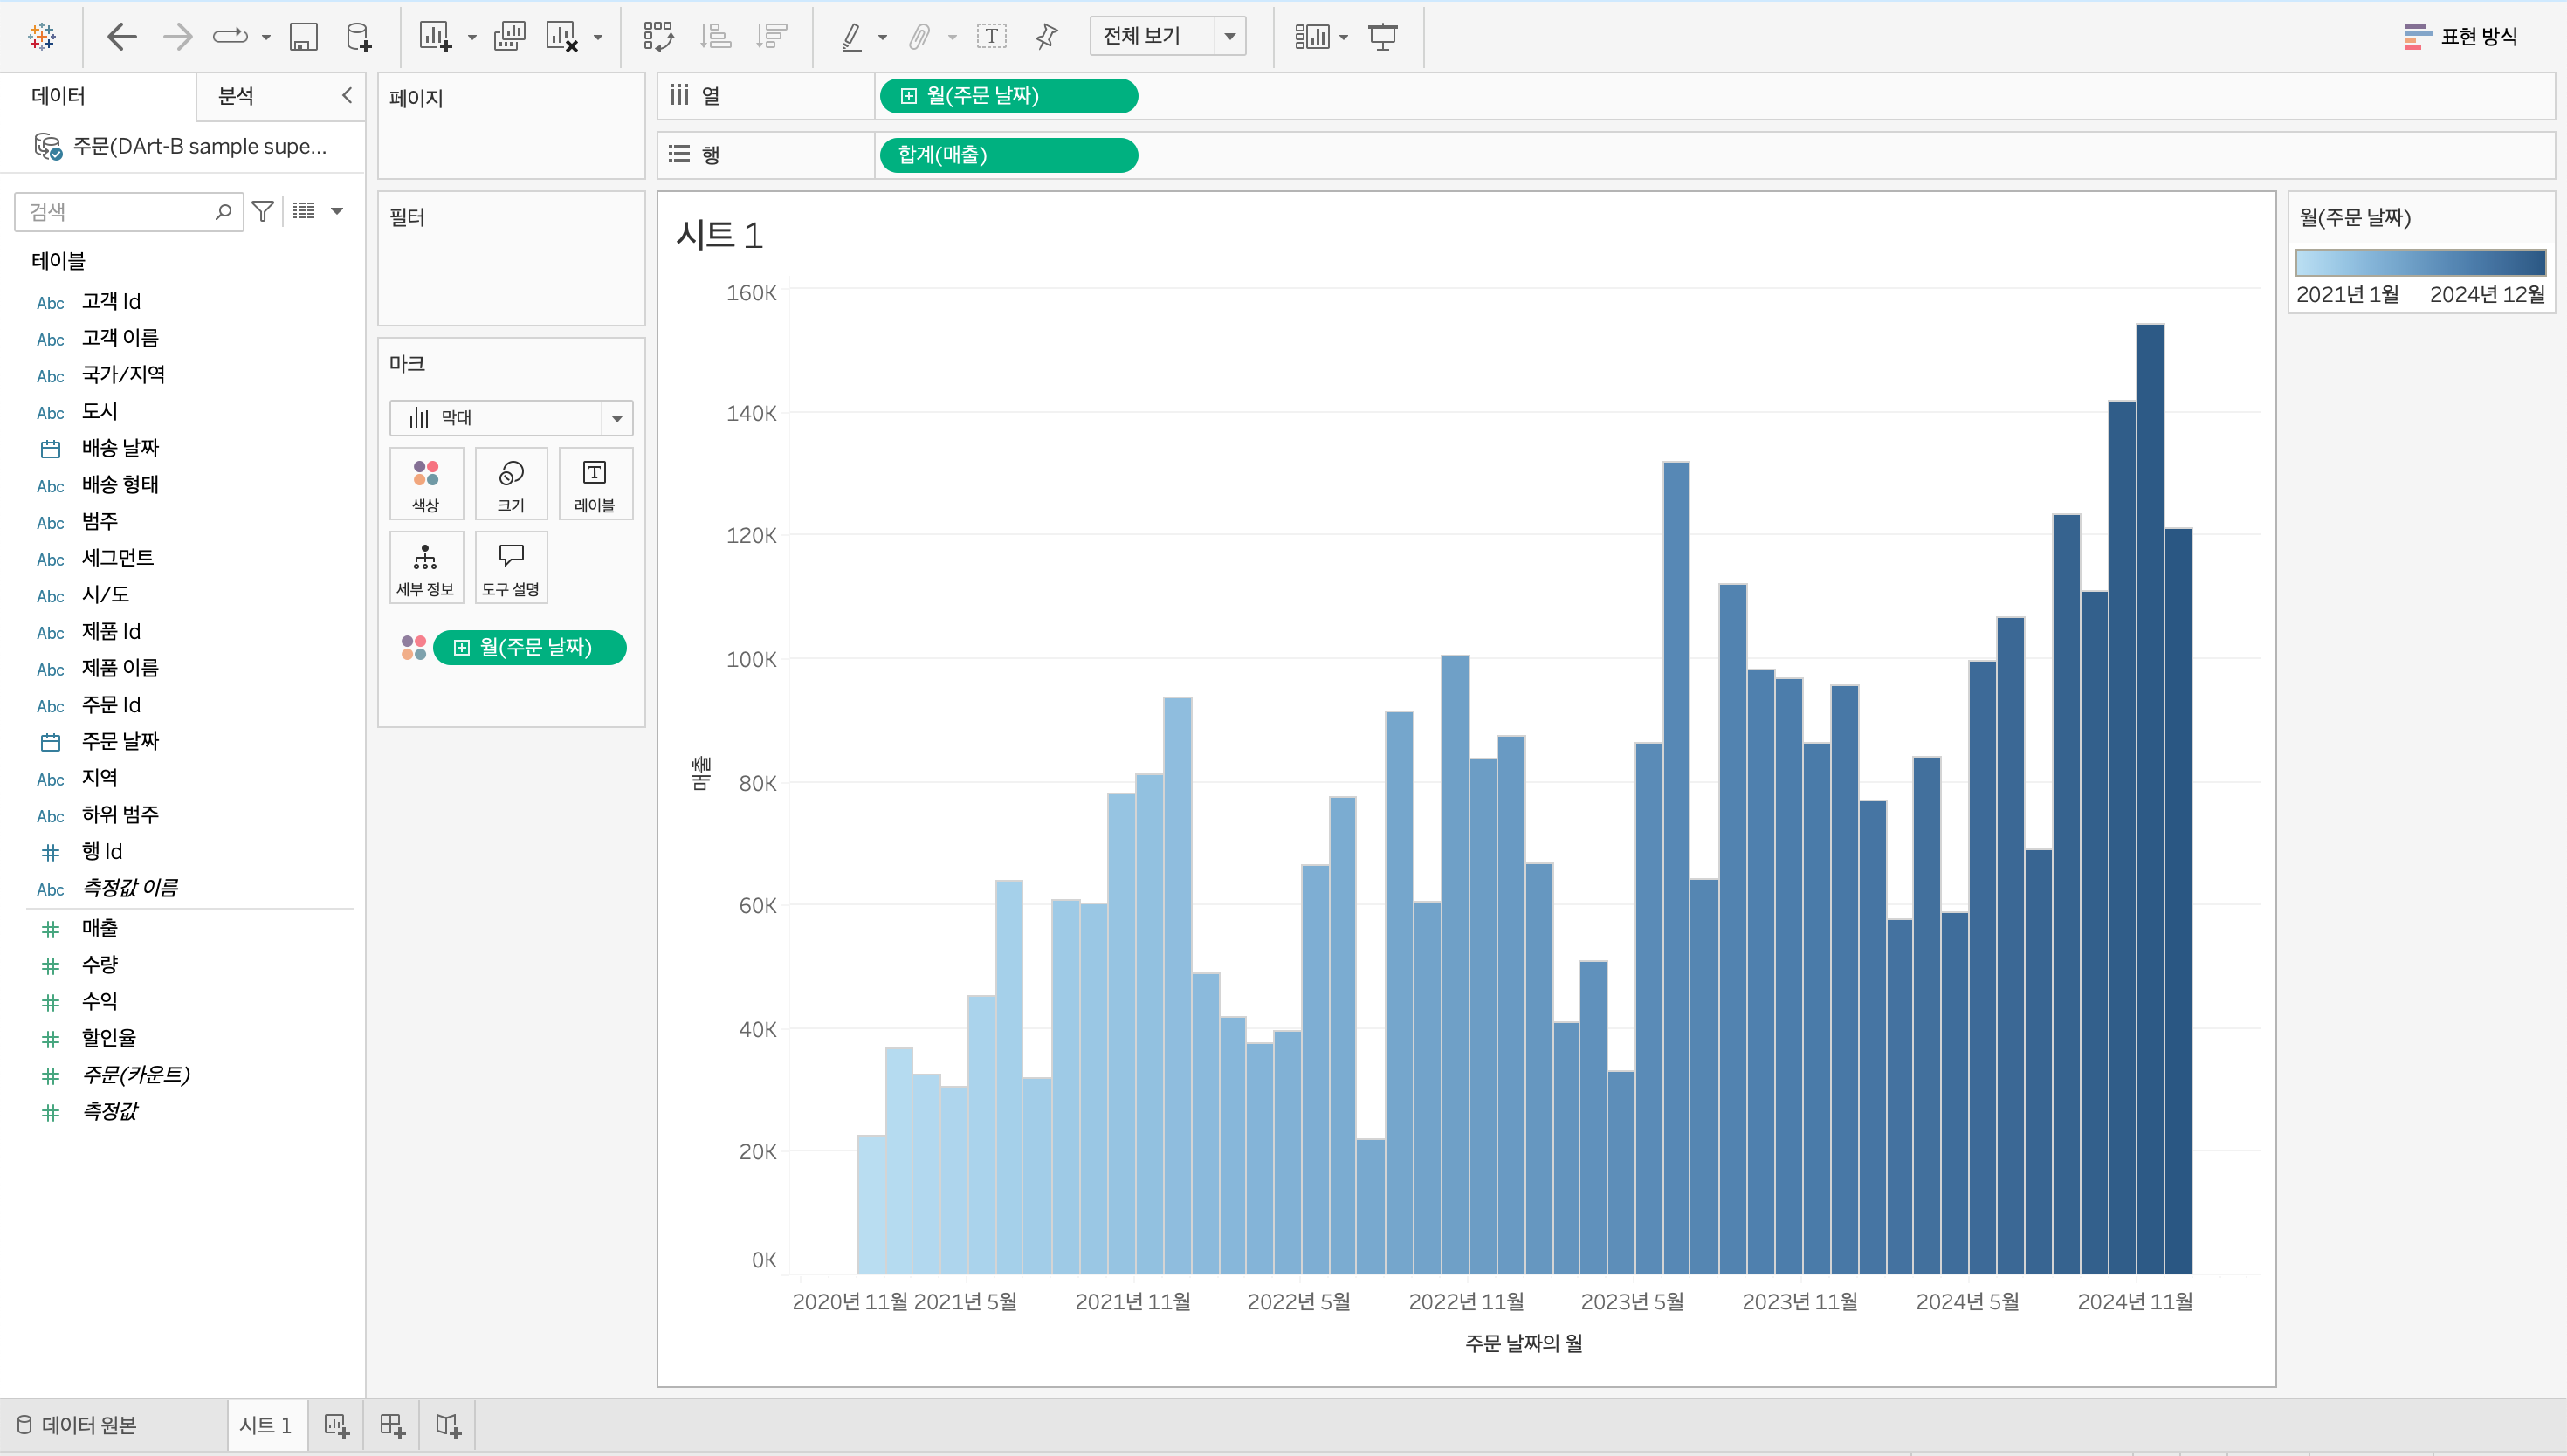 전체 보기
표현 방식
데이터
분석
주문(DArt-B sample supe...
검색
테이블
Abc 고객 Id
Abc 고객 이름
Abc 국가/지역
Abc 도시
배송 날짜
Abc 배송 형태
Abc 범주
Abc 세그먼트
Abc 시/도
Abc 제품 Id
Abc 제품 이름
Abc 주문 Id
주문 날짜
Abc 지역
Abc 하위 범주
# 행 Id
Abc 측정값 이름
# 매출
# 수량
# 수익
# 할인율
# 주문(카운트)
# 측정값
페이지
필터
마크
막대
색상
크기
T
레이블
세부 정보
도구 설명
월(주문 날짜)
열
월(주문 날짜)
행
합계(매출)
시트 1
160K
140K
120K
100K
80K
60K
40K
20K
0K
매출
2020년 11월 2021년 5월 2021년 11월 2022년 5월 2022년 11월 2023년 5월 2023년 11월 2024년 5월 2024년 11월
주문 날짜의 월
월(주문 날짜)
2021년 1월 2024년 12월
데이터 원본
시트 1